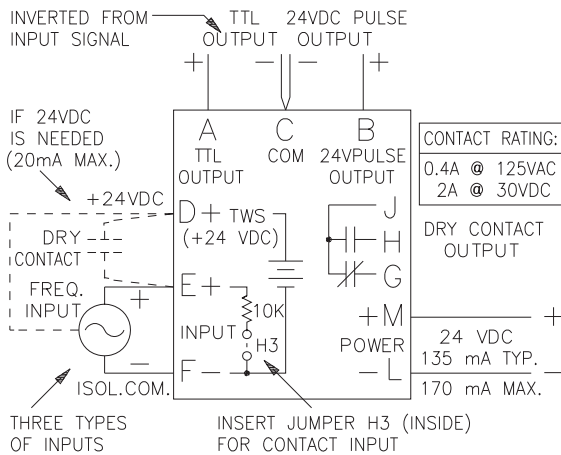 INVERTED FROM
INPUT SIGNAL
TTL
OUTPUT
24VDC PULSE
OUTPUT
+ − − +
IF 24VDC
IS NEEDED
(20mA MAX.)
A
TTL
OUTPUT
C
COM
B
24VPULSE
OUTPUT
CONTACT RATING:
0.4A @ 125VAC
2A @ 30VDC
+24VDC
D+
TWS
(+24 VDC)
J
H
G
DRY CONTACT
OUTPUT
DRY
CONTACT
FREQ.
INPUT
+
E+
10K
INPUT
H3
+M
+
POWER
24 VDC
135 mA TYP.
−
ISOL.COM.
F−
−L
170 mA MAX.
−
THREE TYPES
OF INPUTS
INSERT JUMPER H3 (INSIDE)
FOR CONTACT INPUT